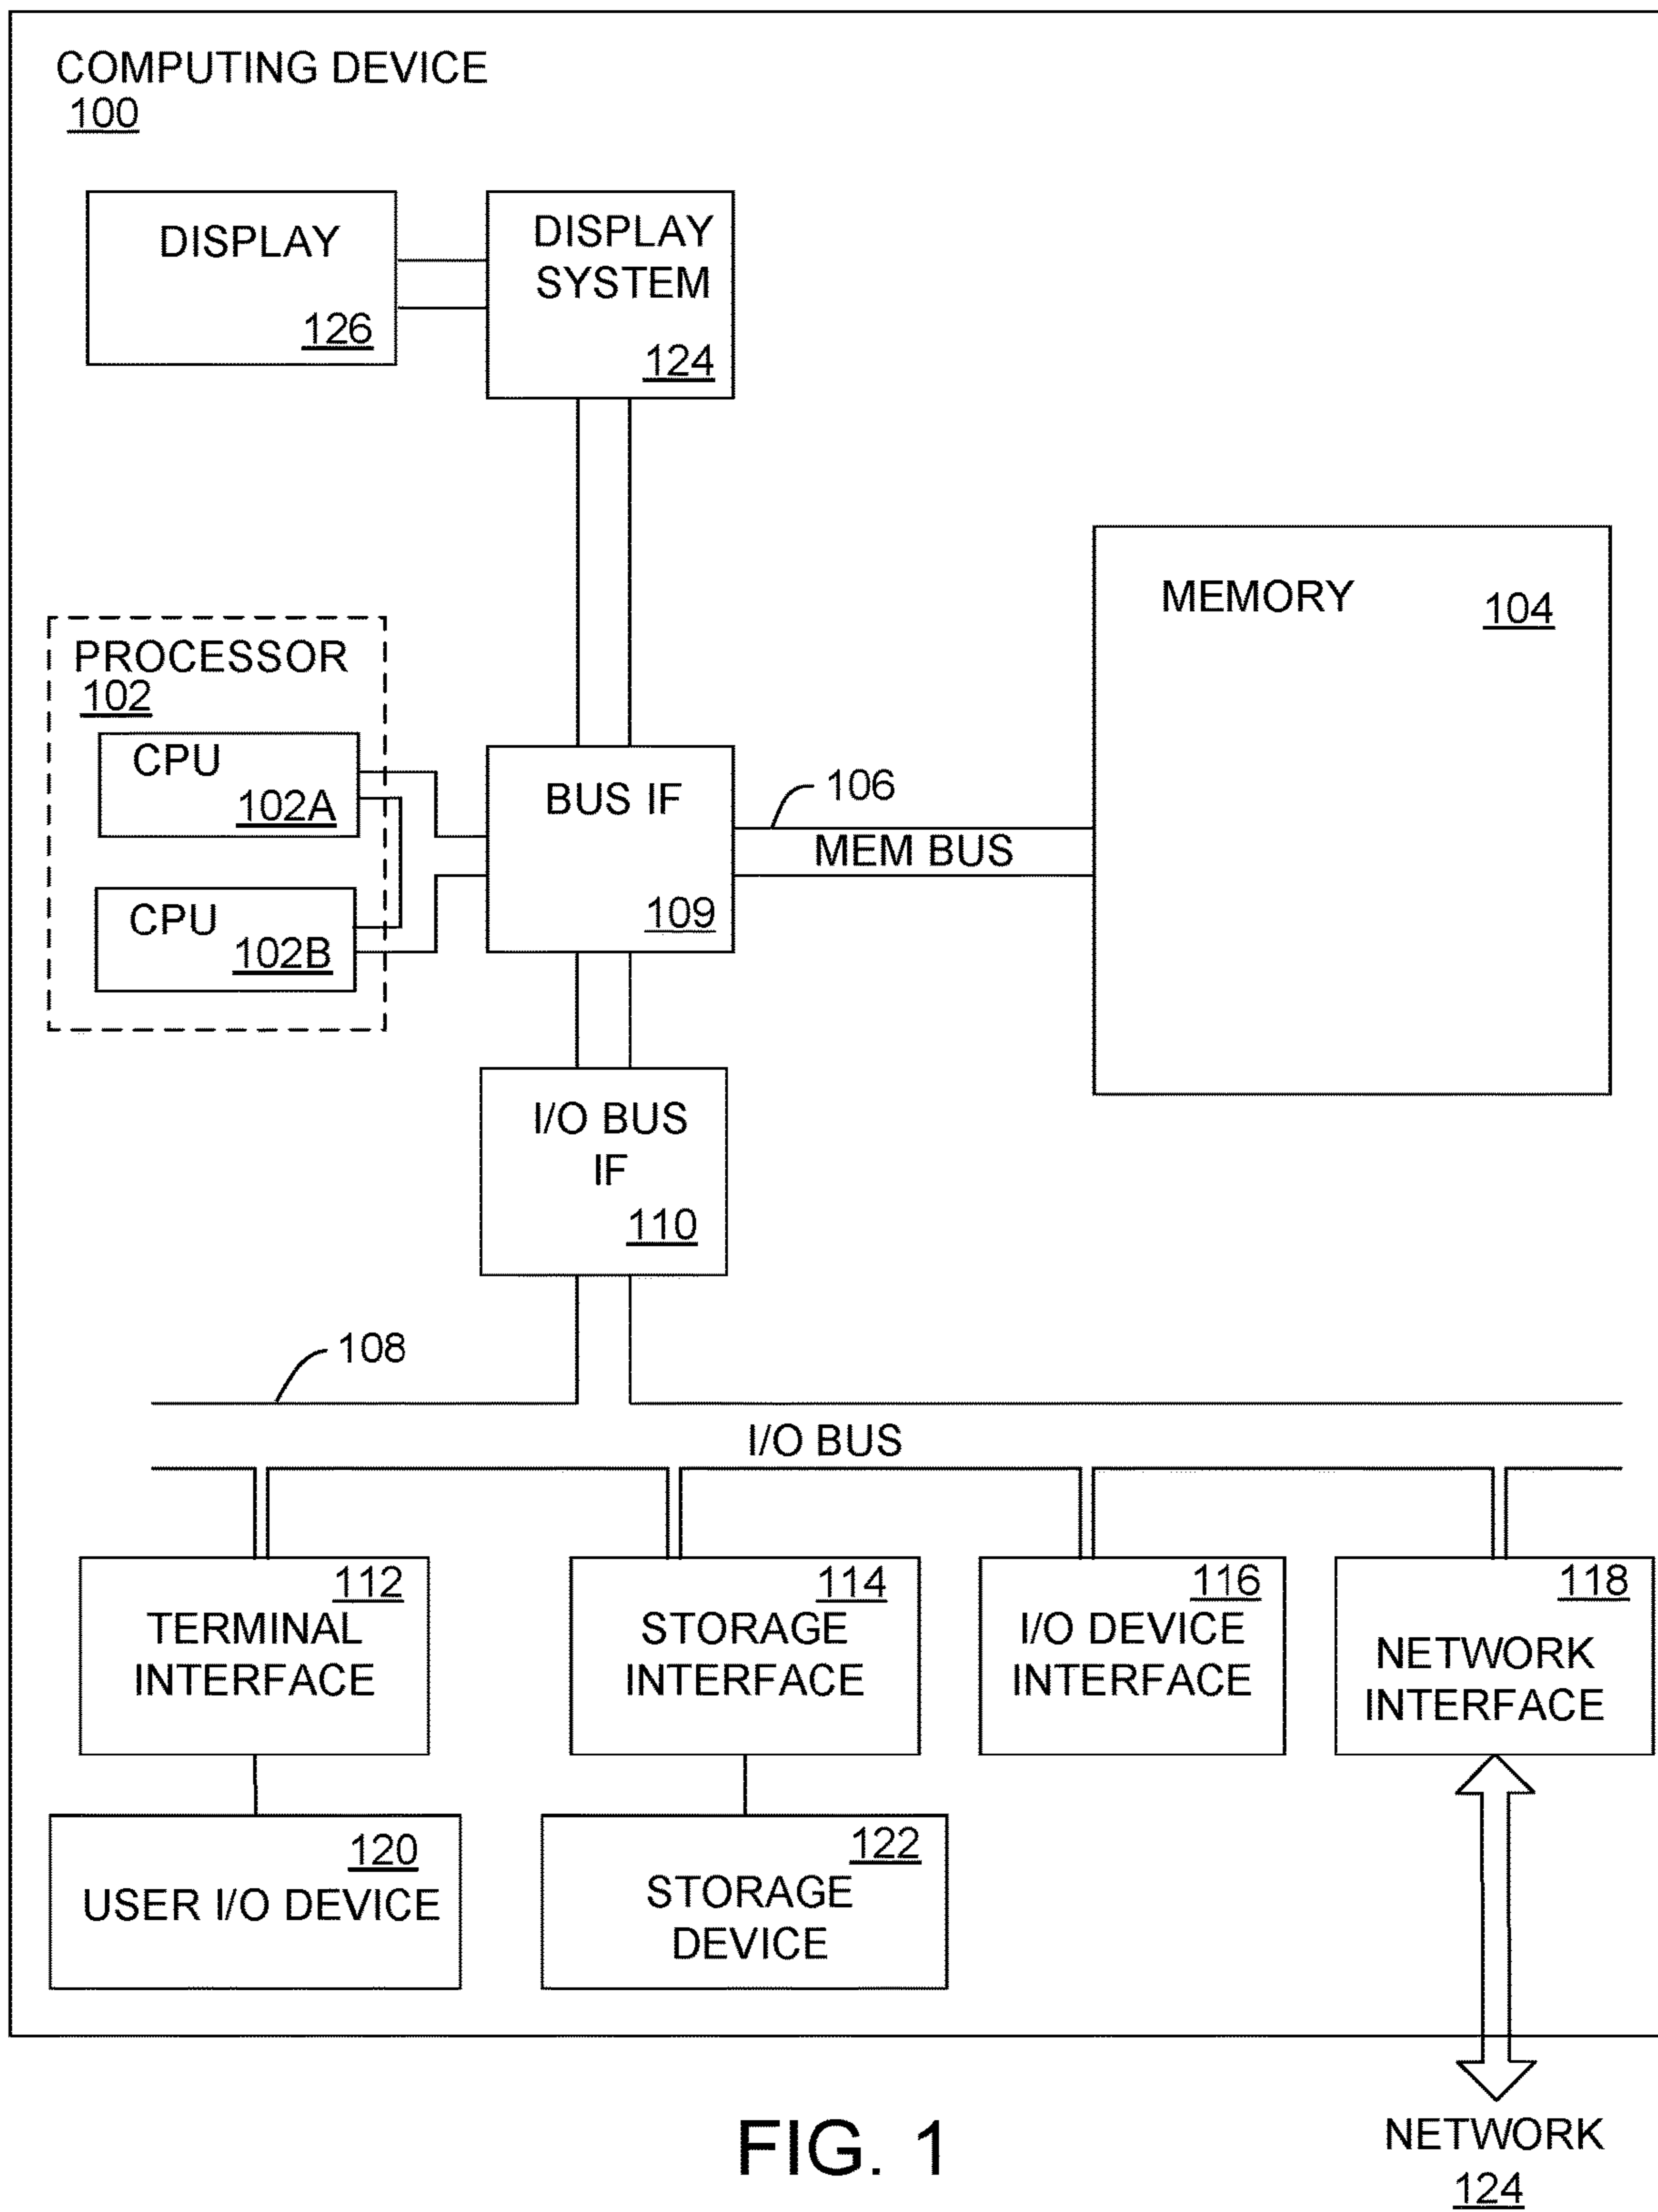 COMPUTING DEVICE
100
DISPLAY
126
DISPLAY
SYSTEM
124
MEMORY
104
PROCESSOR
102
CPU
102A
CPU
102B
BUS IF
109
106
MEM BUS
I/O BUS
IF
110
108
I/O BUS
112
TERMINAL
INTERFACE
114
STORAGE
INTERFACE
116
I/O DEVICE
INTERFACE
118
NETWORK
INTERFACE
120
USER I/O DEVICE
122
STORAGE
DEVICE
FIG. 1
NETWORK
124